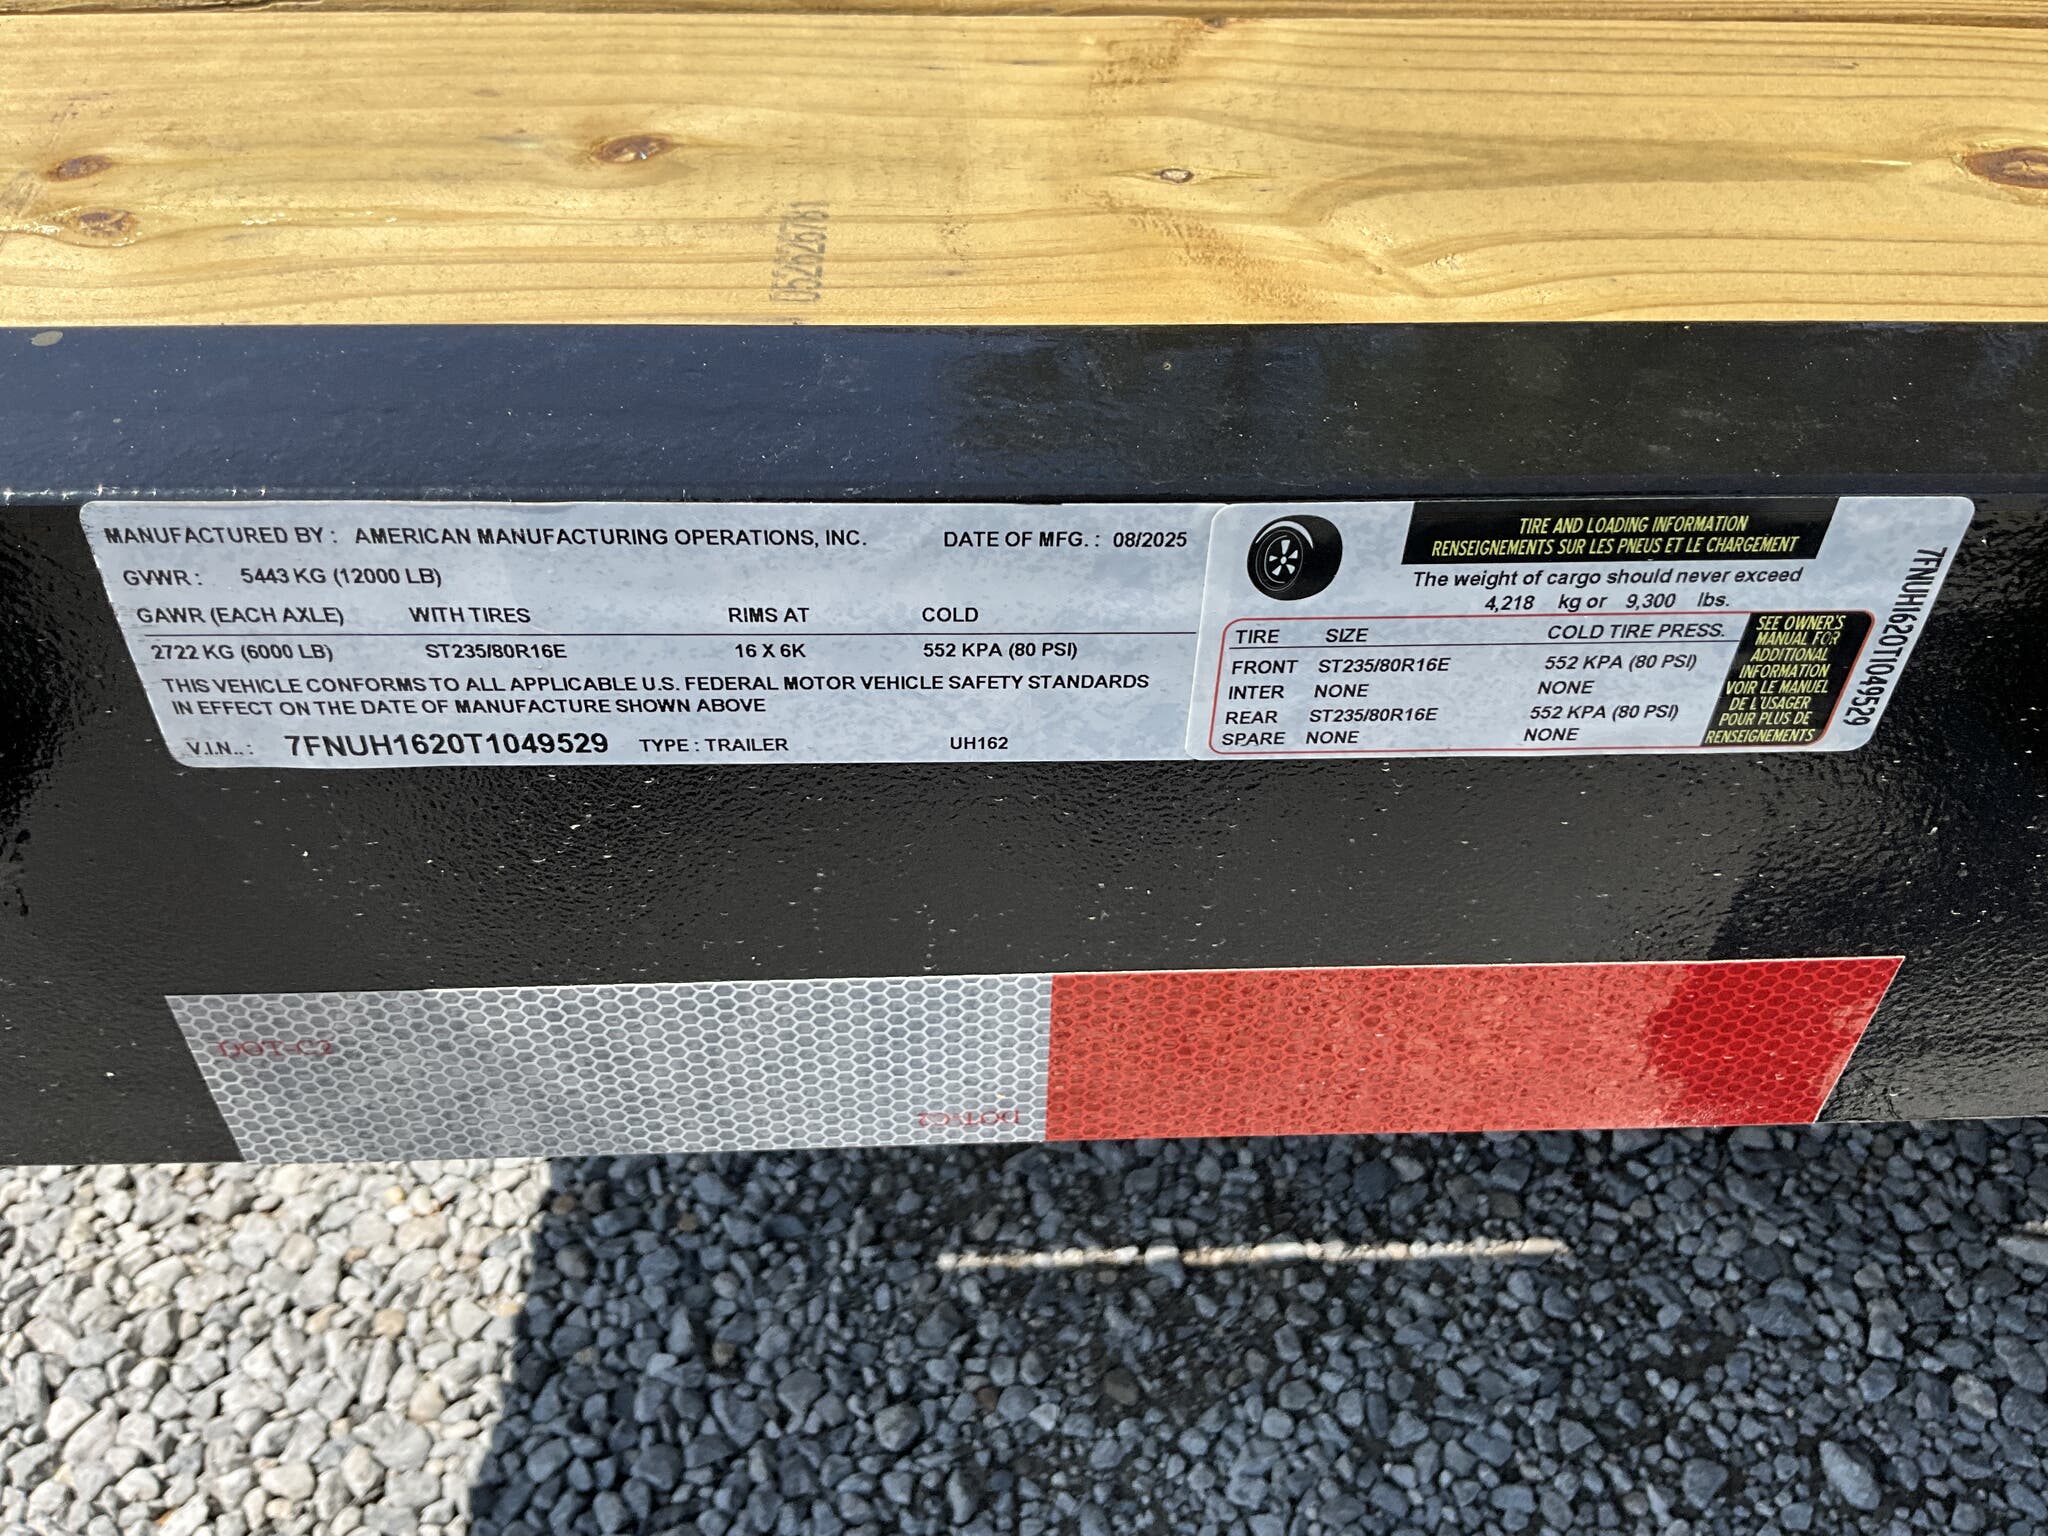 052626781
MANUFACTURED BY : AMERICAN MANUFACTURING OPERATIONS, INC. DATE OF MFG. : 08/2025
GVWR : 5443 KG (12000 LB)
GAWR (EACH AXLE) WITH TIRES RIMS AT COLD
2722 KG (6000 LB) ST235/80R16E 16 X 6K 552 KPA (80 PSI)
THIS VEHICLE CONFORMS TO ALL APPLICABLE U.S. FEDERAL MOTOR VEHICLE SAFETY STANDARDS
IN EFFECT ON THE DATE OF MANUFACTURE SHOWN ABOVE
V.I.N.. : 7FNUH1620T1049529 TYPE : TRAILER UH162
TIRE AND LOADING INFORMATION
RENSEIGNEMENTS SUR LES PNEUS ET LE CHARGEMENT
The weight of cargo should never exceed
4,218 kg or 9,300 lbs.
TIRE SIZE COLD TIRE PRESS.
FRONT ST235/80R16E 552 KPA (80 PSI)
INTER NONE NONE
REAR ST235/80R16E 552 KPA (80 PSI)
SPARE NONE NONE
SEE OWNER'S
MANUAL FOR
ADDITIONAL
INFORMATION
VOIR LE MANUEL
DE L'USAGER
POUR PLUS DE
RENSEIGNEMENTS
7FNUH1620T1049529
DOT-C2
DOT-C2